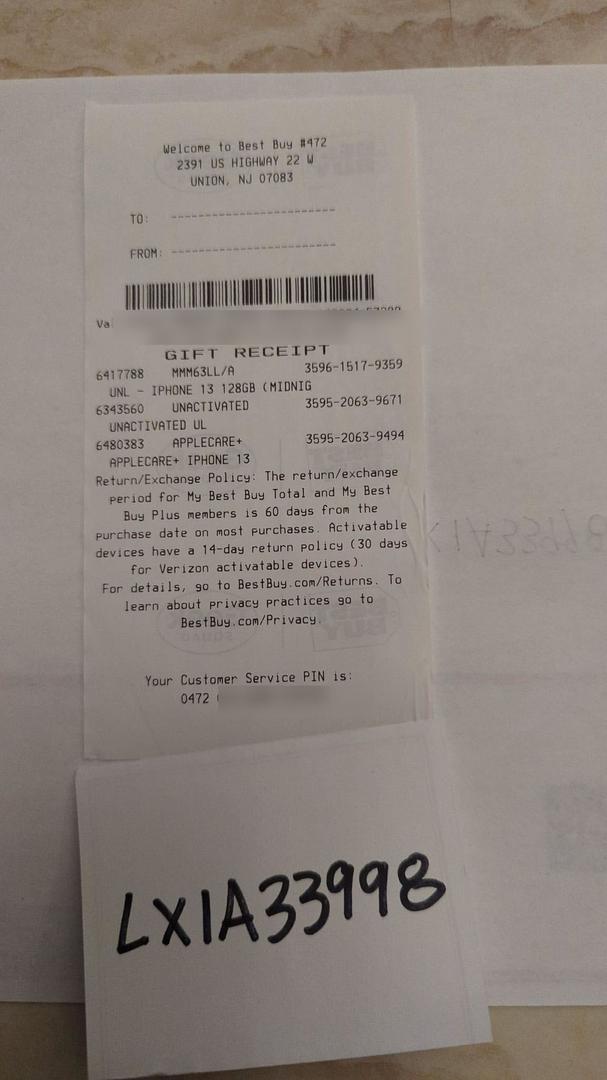 Welcome to Best Buy #472
2391 US HIGHWAY 22 W
UNION, NJ 07083
TO: ------------------------
FROM: ------------------------
Va
GIFT RECEIPT
6417788 MMM63LL/A 3596-1517-9359
UNL - IPHONE 13 128GB (MIDNIG
6343560 UNACTIVATED 3595-2063-9671
UNACTIVATED UL
6480383 APPLECARE+ 3595-2063-9494
APPLECARE+ IPHONE 13
Return/Exchange Policy: The return/exchange
period for My Best Buy Total and My Best
Buy Plus members is 60 days from the
purchase date on most purchases. Activatable
devices have a 14-day return policy (30 days
for Verizon activatable devices).
For details, go to BestBuy.com/Returns. To
learn about privacy practices go to
BestBuy.com/Privacy.
Your Customer Service PIN is:
0472
LXIA33998